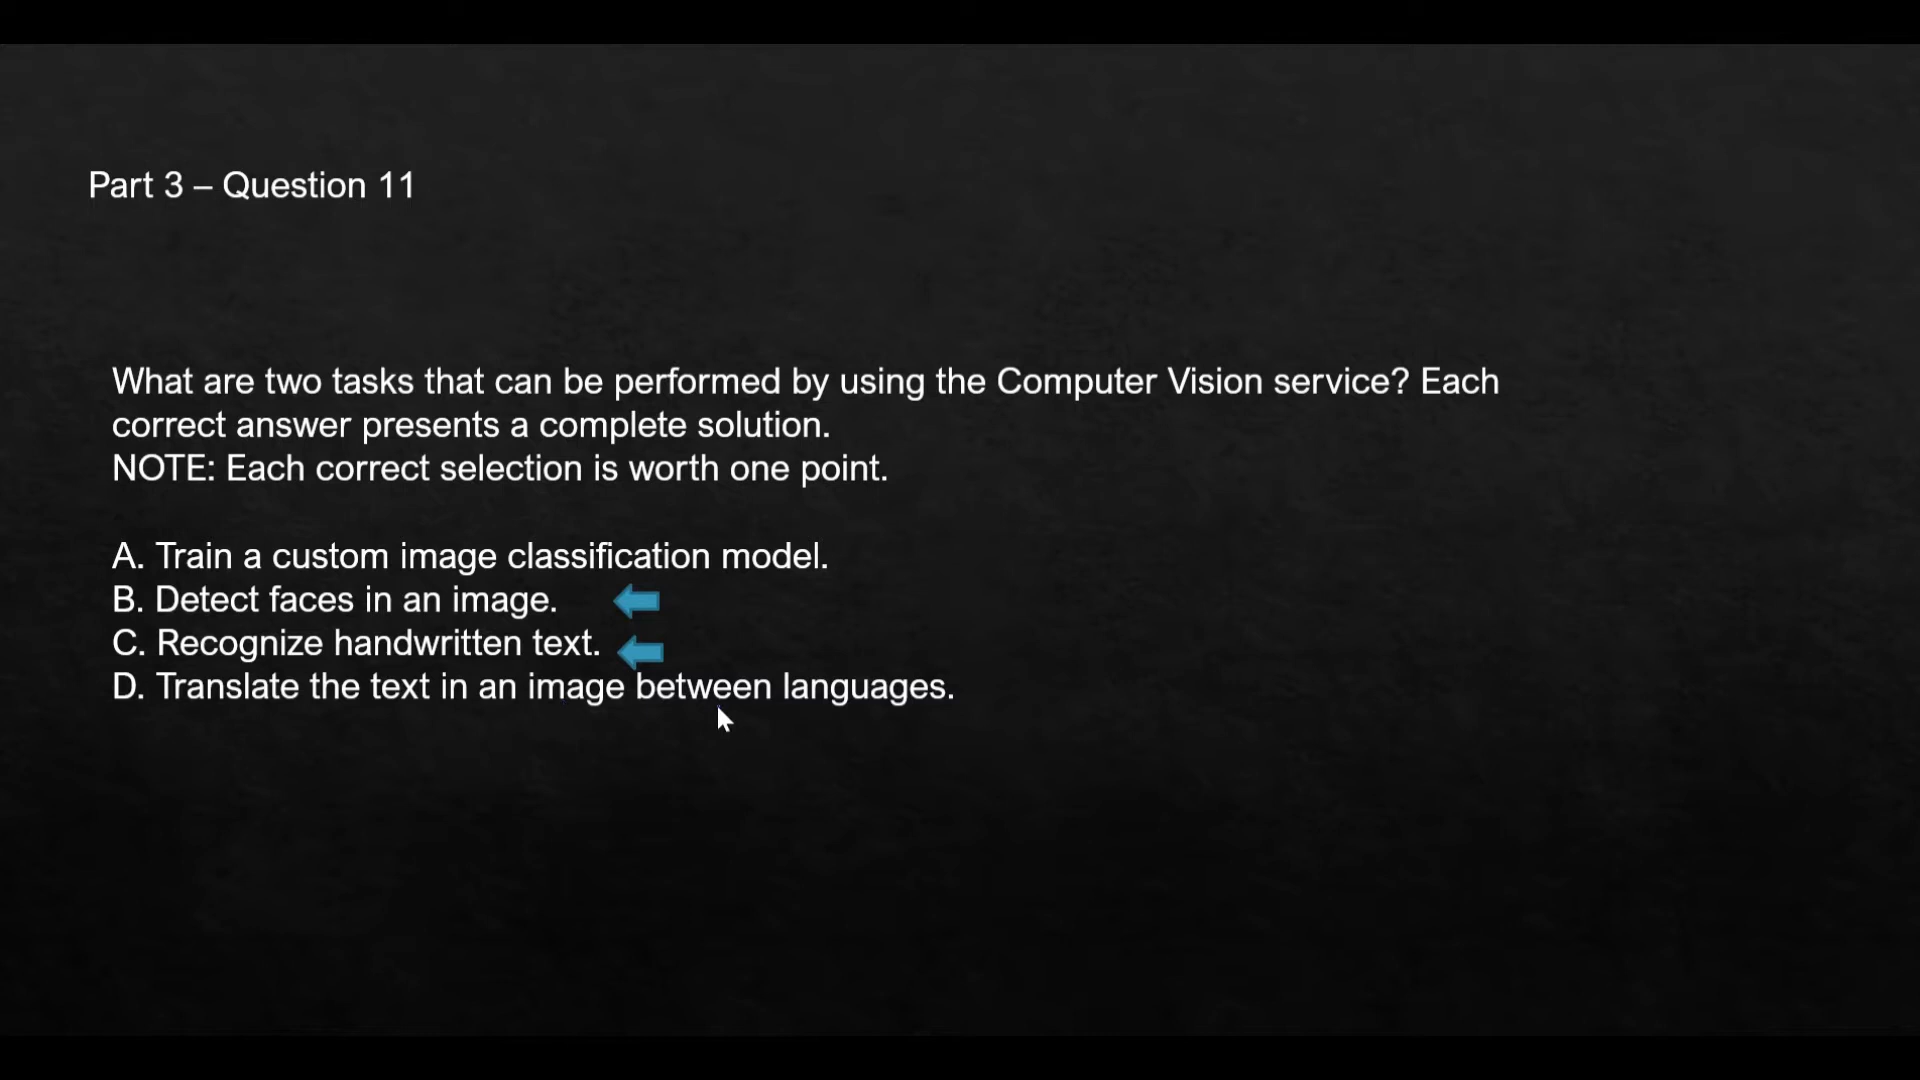 Part 3 – Question 11
What are two tasks that can be performed by using the Computer Vision service? Each
correct answer presents a complete solution.
NOTE: Each correct selection is worth one point.
A. Train a custom image classification model.
B. Detect faces in an image.
C. Recognize handwritten text.
D. Translate the text in an image between languages.